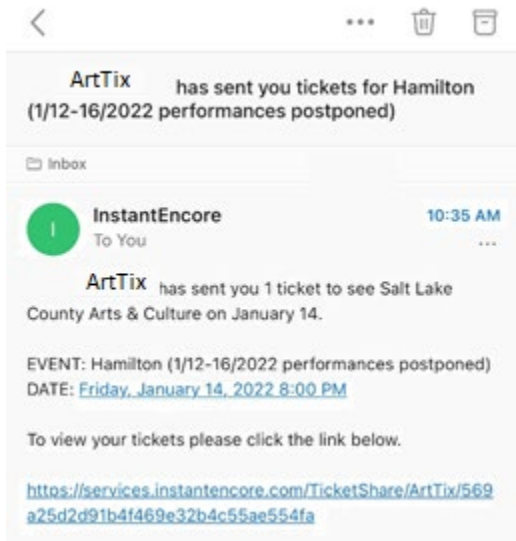 ArtTix has sent you tickets for Hamilton
(1/12-16/2022 performances postponed)
Inbox
I
InstantEncore
10:35 AM
To You
ArtTix has sent you 1 ticket to see Salt Lake
County Arts & Culture on January 14.
EVENT: Hamilton (1/12-16/2022 performances postponed)
DATE: Friday, January 14, 2022 8:00 PM
To view your tickets please click the link below.
https://services.instantencore.com/TicketShare/ArtTix/569
a25d2d91b4f469e32b4c55ae554fa